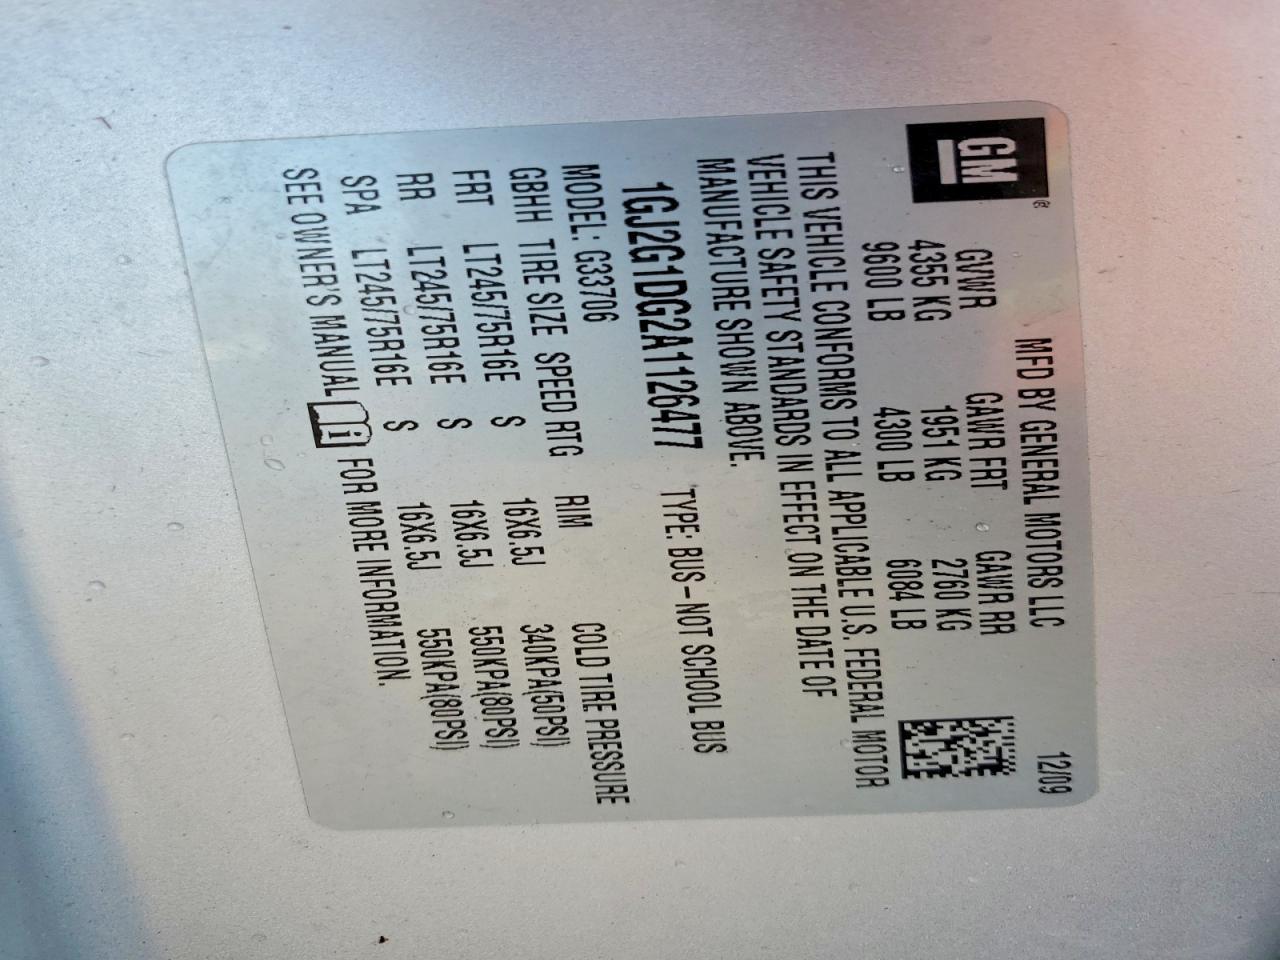 GM®
MFD BY GENERAL MOTORS LLC 12/09
GVWR GAWR FRT GAWR RR
4355 KG 1951 KG 2760 KG
9600 LB 4300 LB 6084 LB
THIS VEHICLE CONFORMS TO ALL APPLICABLE U.S. FEDERAL MOTOR
VEHICLE SAFETY STANDARDS IN EFFECT ON THE DATE OF
MANUFACTURE SHOWN ABOVE.
1GJ2G1DG2A1126477 TYPE: BUS – NOT SCHOOL BUS
MODEL: G33706
GBHH TIRE SIZE SPEED RTG RIM COLD TIRE PRESSURE
FRT LT245/75R16E S 16X6.5J 340KPA(50PSI)
RR LT245/75R16E S 16X6.5J 550KPA(80PSI)
SPA LT245/75R16E S 16X6.5J 550KPA(80PSI)
SEE OWNER'S MANUAL i FOR MORE INFORMATION.